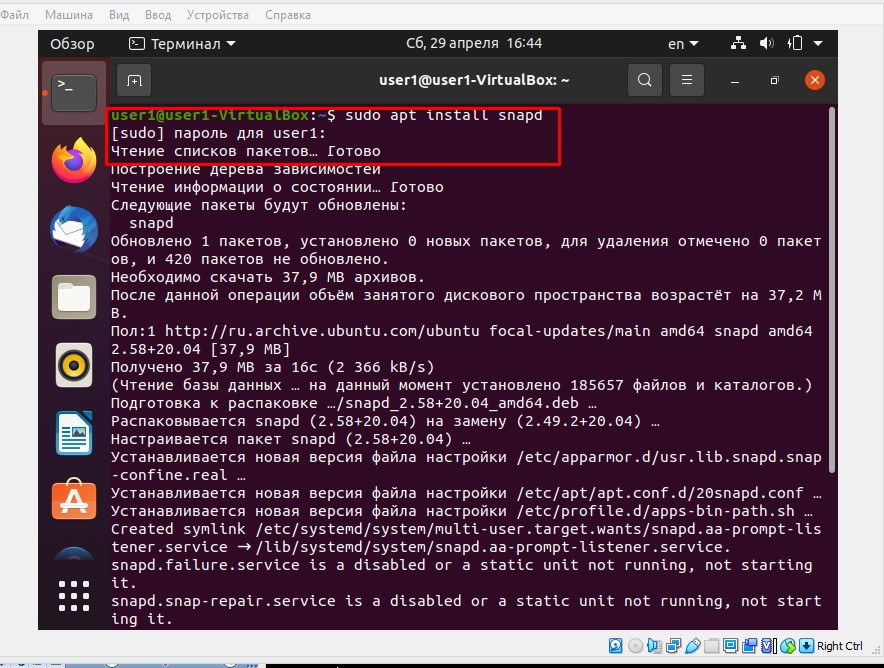 Файл Машина Вид Ввод Устройства Справка
Обзор Терминал Сб, 29 апреля 16:44 en
user1@user1-VirtualBox: ~
user1@user1-VirtualBox:~$ sudo apt install snapd
[sudo] пароль для user1:
Чтение списков пакетов… Готово
Построение дерева зависимостей
Чтение информации о состоянии… Готово
Следующие пакеты будут обновлены:
snapd
Обновлено 1 пакетов, установлено 0 новых пакетов, для удаления отмечено 0 пакет
ов, и 420 пакетов не обновлено.
Необходимо скачать 37,9 MB архивов.
После данной операции объём занятого дискового пространства возрастёт на 37,2 M
B.
Пол:1 http://ru.archive.ubuntu.com/ubuntu focal-updates/main amd64 snapd amd64
2.58+20.04 [37,9 MB]
Получено 37,9 MB за 16с (2 366 kB/s)
(Чтение базы данных … на данный момент установлено 185657 файлов и каталогов.)
Подготовка к распаковке …/snapd_2.58+20.04_amd64.deb …
Распаковывается snapd (2.58+20.04) на замену (2.49.2+20.04) …
Настраивается пакет snapd (2.58+20.04) …
Устанавливается новая версия файла настройки /etc/apparmor.d/usr.lib.snapd.snap
-confine.real …
Устанавливается новая версия файла настройки /etc/apt/apt.conf.d/20snapd.conf …
Устанавливается новая версия файла настройки /etc/profile.d/apps-bin-path.sh …
Created symlink /etc/systemd/system/multi-user.target.wants/snapd.aa-prompt-lis
tener.service → /lib/systemd/system/snapd.aa-prompt-listener.service.
snapd.failure.service is a disabled or a static unit not running, not starting
it.
snapd.snap-repair.service is a disabled or a static unit not running, not start
ing it.
Right Ctrl